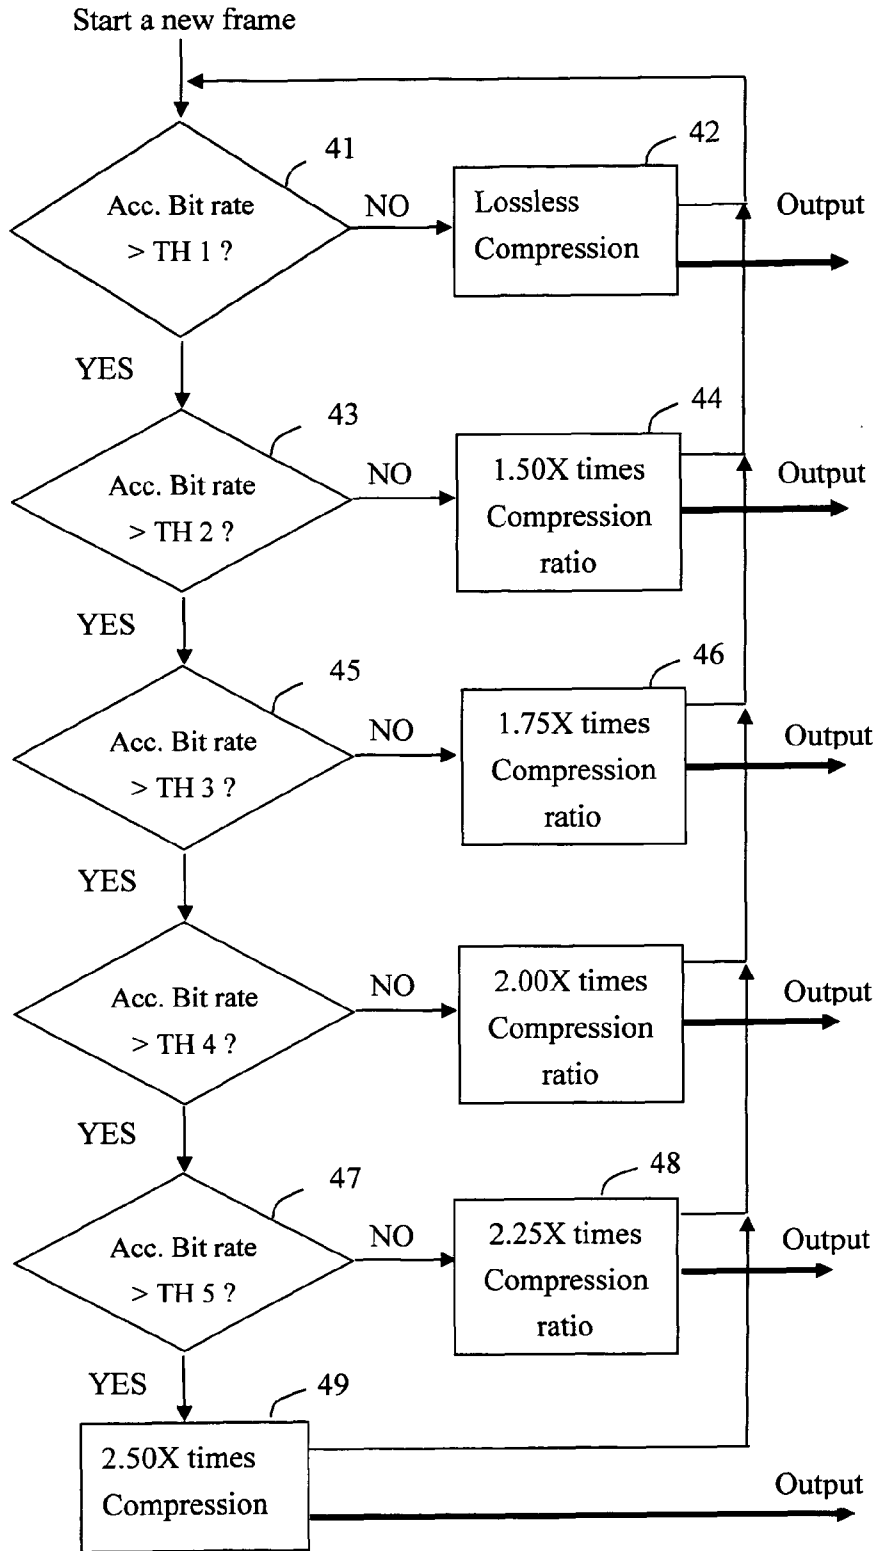 Start a new frame
41
42
Acc. Bit rate
> TH 1 ?
NO
Lossless
Compression
Output
YES
43
44
Acc. Bit rate
> TH 2 ?
NO
1.50X times
Compression
ratio
Output
YES
45
46
Acc. Bit rate
> TH 3 ?
NO
1.75X times
Compression
ratio
Output
YES
Acc. Bit rate
> TH 4 ?
NO
2.00X times
Compression
ratio
Output
YES
47
48
Acc. Bit rate
> TH 5 ?
NO
2.25X times
Compression
ratio
Output
YES
49
2.50X times
Compression
Output